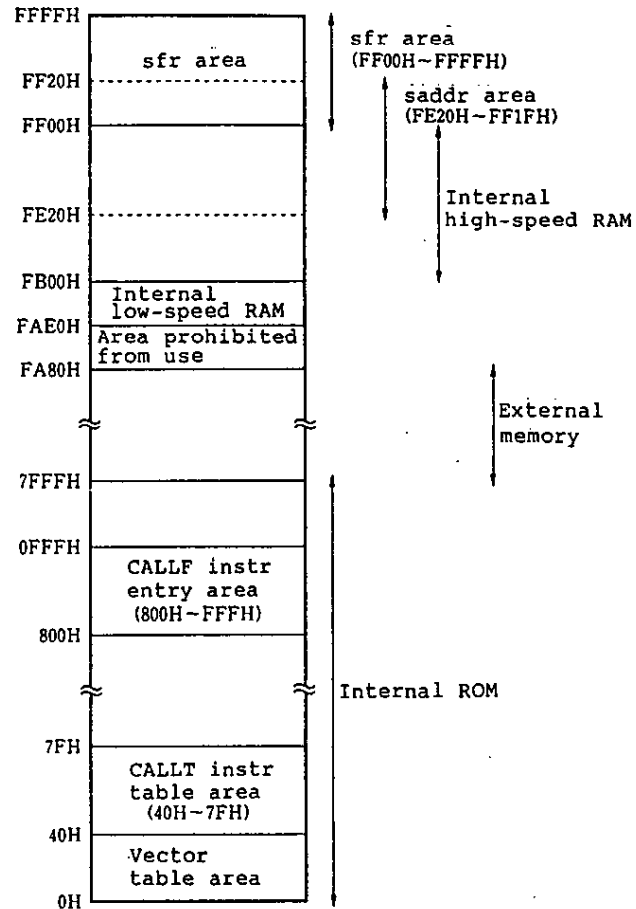 FFFFH
sfr area
FF20H
FF00H
FE20H
FB00H
Internal
low-speed RAM
FAE0H
Area prohibited
from use
FA80H
7FFFH
0FFFH
CALLF instr
entry area
(800H~FFFH)
800H
7FH
CALLT instr
table area
(40H~7FH)
40H
Vector
table area
0H
sfr area
(FF00H~FFFFH)
saddr area
(FE20H~FF1FH)
Internal
high-speed RAM
External
memory
Internal ROM